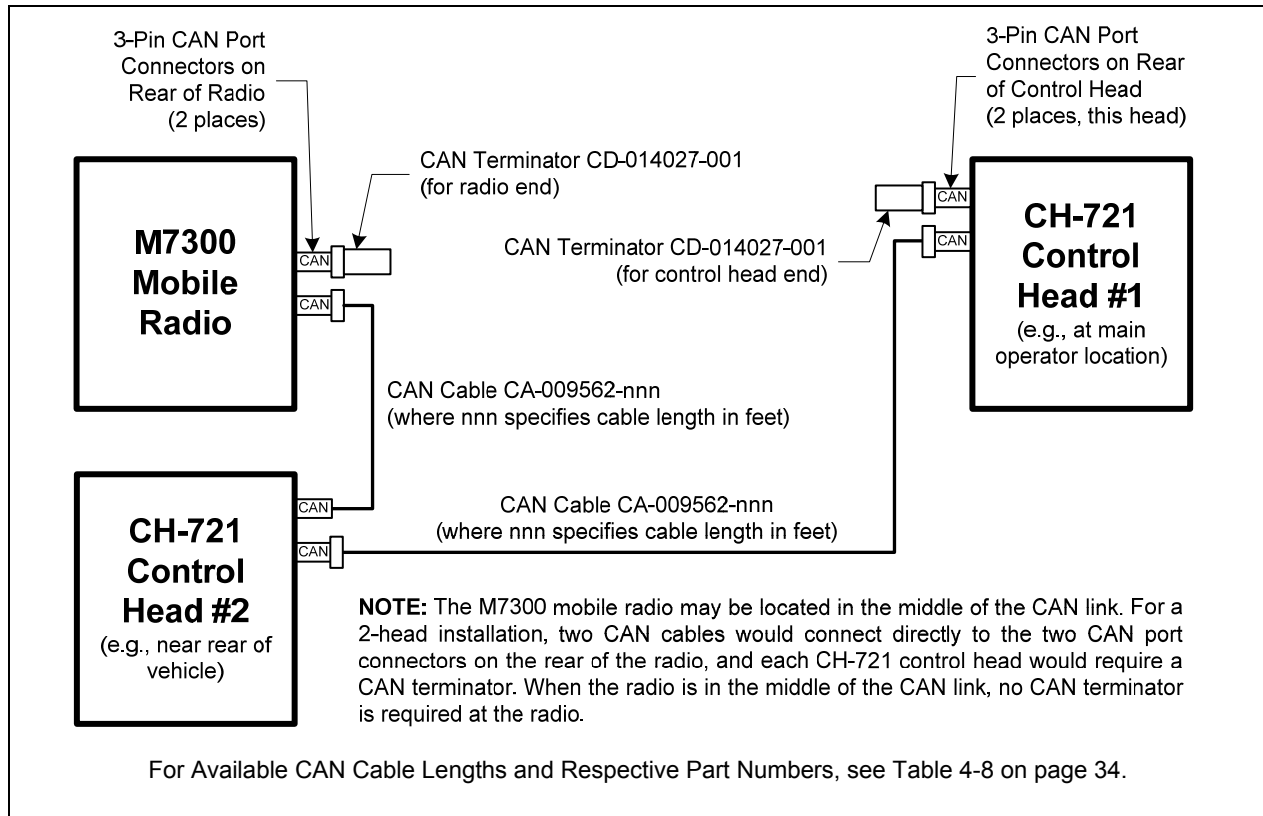 3-Pin CAN Port
Connectors on
Rear of Radio
(2 places)
3-Pin CAN Port
Connectors on Rear
of Control Head
(2 places, this head)
CAN Terminator CD-014027-001
(for radio end)
CAN Terminator CD-014027-001
(for control head end)
M7300
Mobile
Radio
CAN
CAN
CAN
CAN
CH-721
Control
Head #1
(e.g., at main
operator location)
CAN Cable CA-009562-nnn
(where nnn specifies cable length in feet)
CAN Cable CA-009562-nnn
(where nnn specifies cable length in feet)
CH-721
Control
Head #2
(e.g., near rear of
vehicle)
CAN
CAN
NOTE: The M7300 mobile radio may be located in the middle of the CAN link. For a
2-head installation, two CAN cables would connect directly to the two CAN port
connectors on the rear of the radio, and each CH-721 control head would require a
CAN terminator. When the radio is in the middle of the CAN link, no CAN terminator
is required at the radio.
For Available CAN Cable Lengths and Respective Part Numbers, see Table 4-8 on page 34.